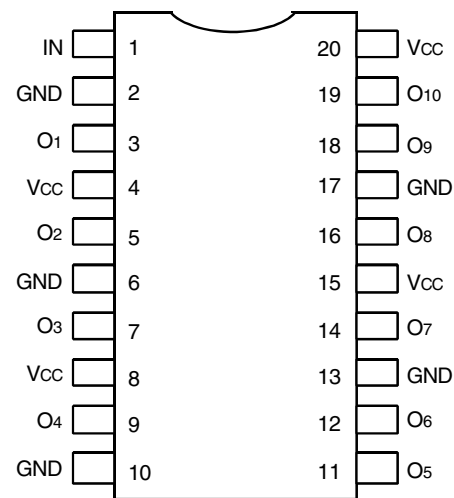 IN 1 20 VCC
GND 2 19 O10
O1 3 18 O9
VCC 4 17 GND
O2 5 16 O8
GND 6 15 VCC
O3 7 14 O7
VCC 8 13 GND
O4 9 12 O6
GND 10 11 O5